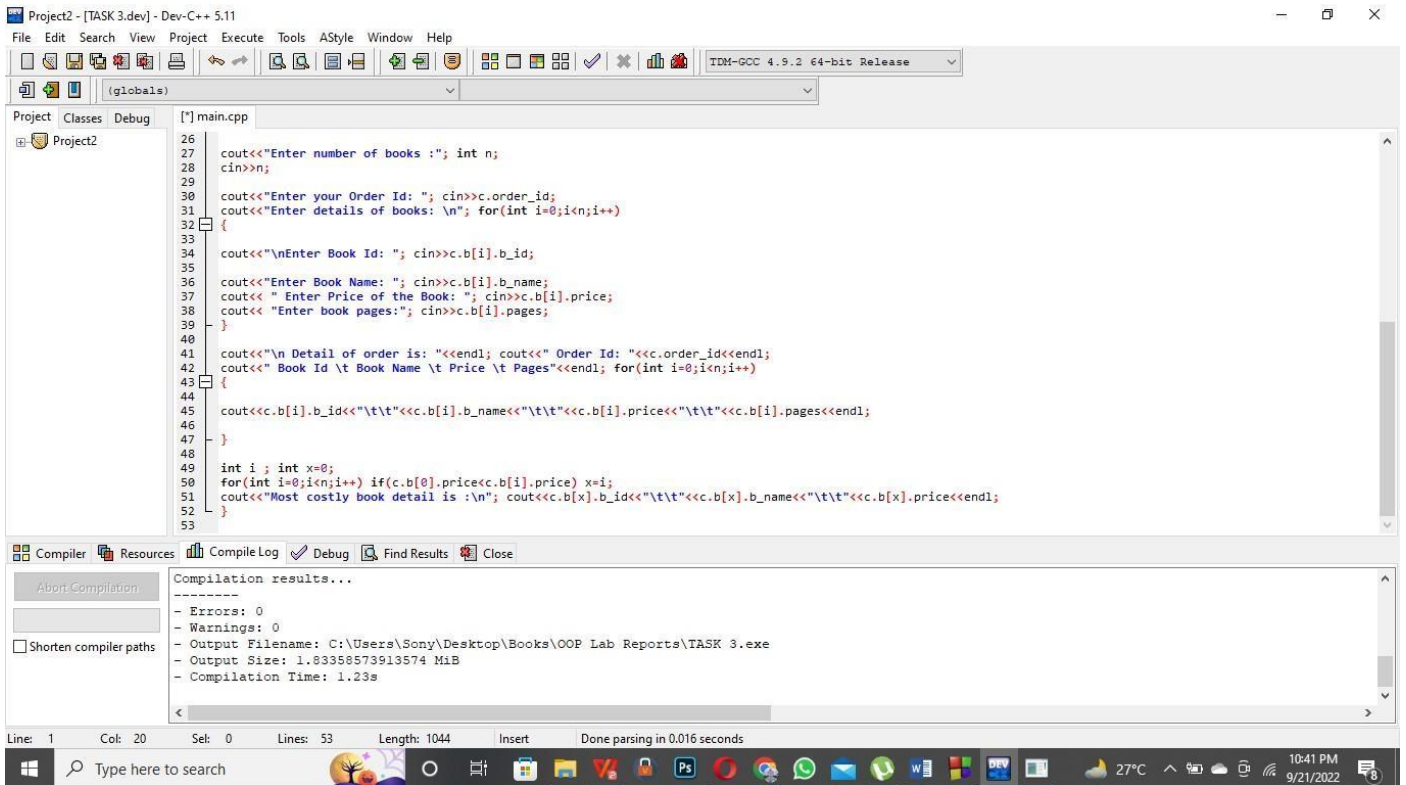 Project2 - [TASK 3.dev] - Dev-C++ 5.11
File Edit Search View Project Execute Tools AStyle Window Help
TDM-GCC 4.9.2 64-bit Release
(globals)
Project Classes Debug [*] main.cpp
Project2
26
27 cout<<"Enter number of books :"; int n;
28 cin>>n;
29
30 cout<<"Enter your Order Id: "; cin>>c.order_id;
31 cout<<"Enter details of books: \n"; for(int i=0;i<n;i++)
32 {
33
34 cout<<"\nEnter Book Id: "; cin>>c.b[i].b_id;
35
36 cout<<"Enter Book Name: "; cin>>c.b[i].b_name;
37 cout<< " Enter Price of the Book: "; cin>>c.b[i].price;
38 cout<< "Enter book pages:"; cin>>c.b[i].pages;
39 }
40
41 cout<<"\n Detail of order is: "<<endl; cout<<" Order Id: "<<c.order_id<<endl;
42 cout<<" Book Id \t Book Name \t Price \t Pages"<<endl; for(int i=0;i<n;i++)
43 {
44
45 cout<<c.b[i].b_id<<"\t\t"<<c.b[i].b_name<<"\t\t"<<c.b[i].price<<"\t\t"<<c.b[i].pages<<endl;
46
47 }
48
49 int i ; int x=0;
50 for(int i=0;i<n;i++) if(c.b[0].price<c.b[i].price) x=i;
51 cout<<"Most costly book detail is :\n"; cout<<c.b[x].b_id<<"\t\t"<<c.b[x].b_name<<"\t\t"<<c.b[x].price<<endl;
52 }
53
Compiler Resources Compile Log Debug Find Results Close
Abort Compilation
Shorten compiler paths
Compilation results...
--------
- Errors: 0
- Warnings: 0
- Output Filename: C:\Users\Sony\Desktop\Books\OOP Lab Reports\TASK 3.exe
- Output Size: 1.83358573913574 MiB
- Compilation Time: 1.23s
Line: 1 Col: 20 Sel: 0 Lines: 53 Length: 1044 Insert Done parsing in 0.016 seconds
Type here to search
Ps
W
DEV
27°C
10:41 PM
9/21/2022
8